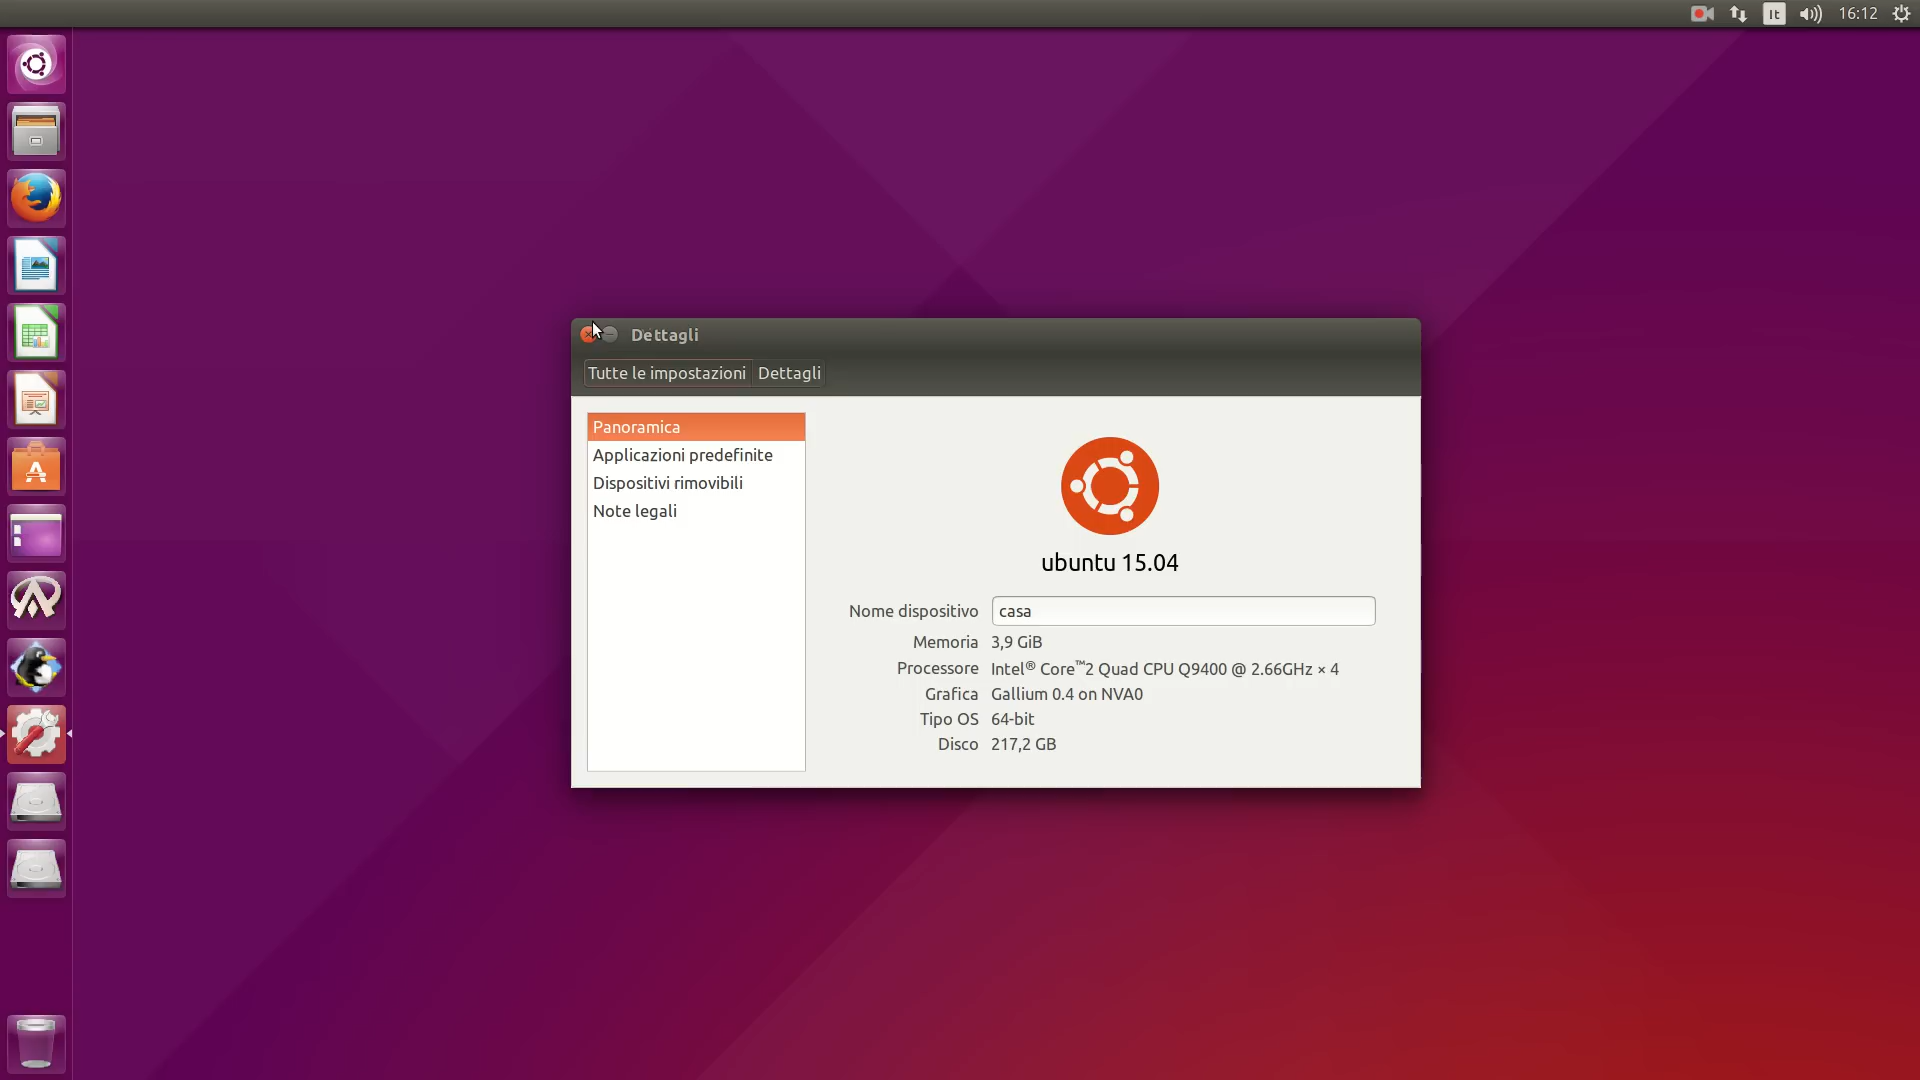 It
16:12
Dettagli
Tutte le impostazioni Dettagli
Panoramica
Applicazioni predefinite
Dispositivi rimovibili
Note legali
ubuntu 15.04
Nome dispositivo casa
Memoria 3,9 GiB
Processore Intel® Core™2 Quad CPU Q9400 @ 2.66GHz × 4
Grafica Gallium 0.4 on NVA0
Tipo OS 64-bit
Disco 217,2 GB